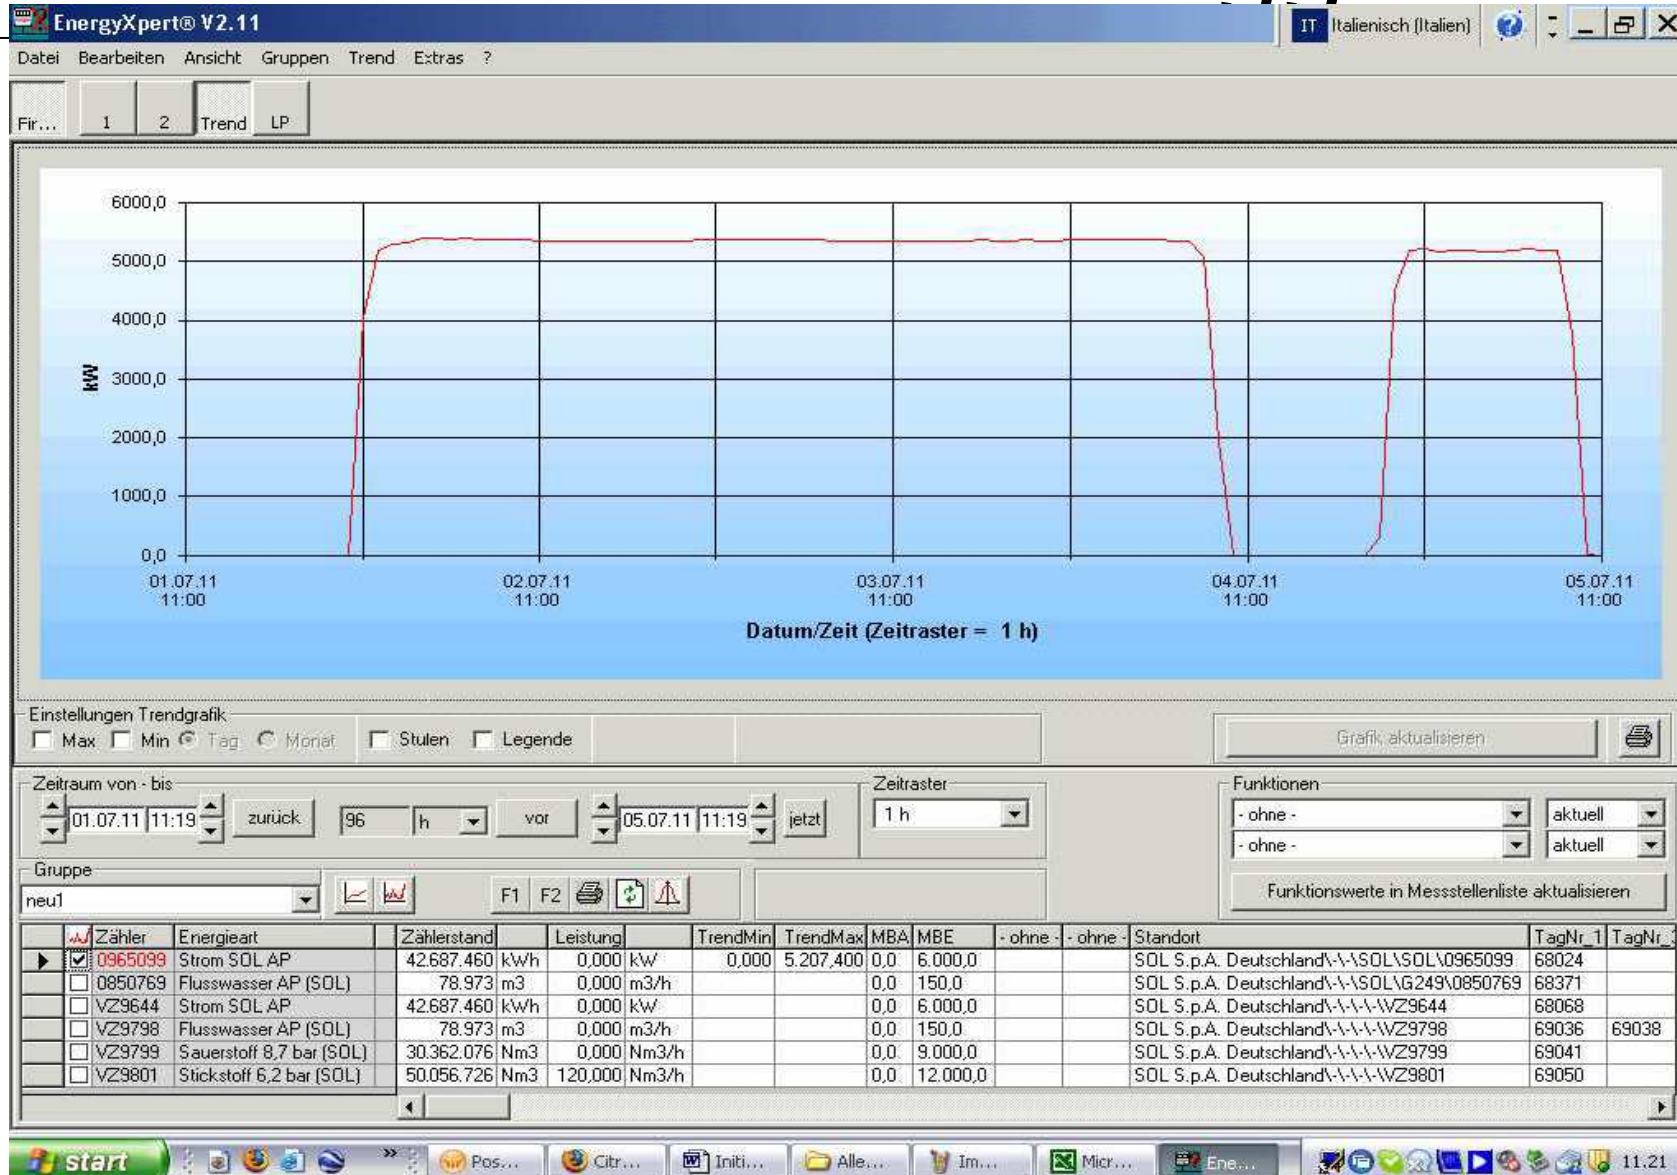 EnergyXpert® V2.11
IT Italienisch (Italien)
Datei Bearbeiten Ansicht Gruppen Trend Extras ?
Fir... 1 2 Trend LP
6000,0
5000,0
4000,0
kW
3000,0
2000,0
1000,0
0,0
01.07.11 02.07.11 03.07.11 04.07.11 05.07.11
11:00 11:00 11:00 11:00 11:00
Datum/Zeit (Zeitraster = 1 h)
Einstellungen Trendgrafik
Max Min Tag Monat Stulen Legende Grafik aktualisieren
Zeitraum von - bis Zeitraster Funktionen
01.07.11 11:19 zurück 96 h vor 05.07.11 11:19 jetzt 1 h - ohne - aktuell
- ohne - aktuell
Gruppe
neu1 F1 F2 Funktionswerte in Messstellenliste aktualisieren
Zähler Energieart Zählerstand Leistung TrendMin TrendMax MBA MBE - ohne - - ohne - Standort TagNr_1 TagNr_
0965099 Strom SOL AP 42.687.460 kWh 0,000 kW 0,000 5.207,400 0,0 6.000,0 SOL S.p.A. Deutschland\-\-\SOL\SOL\0965099 68024
0850769 Flusswasser AP (SOL) 78.973 m3 0,000 m3/h 0,0 150,0 SOL S.p.A. Deutschland\-\-\SOL\G249\0850769 68371
VZ9644 Strom SOL AP 42.687.460 kWh 0,000 kW 0,0 6.000,0 SOL S.p.A. Deutschland\-\-\-\-\VZ9644 68068
VZ9798 Flusswasser AP (SOL) 78.973 m3 0,000 m3/h 0,0 150,0 SOL S.p.A. Deutschland\-\-\-\-\VZ9798 69036 69038
VZ9799 Sauerstoff 8,7 bar (SOL) 30.362.076 Nm3 0,000 Nm3/h 0,0 9.000,0 SOL S.p.A. Deutschland\-\-\-\-\VZ9799 69041
VZ9801 Stickstoff 6,2 bar (SOL) 50.056.726 Nm3 120,000 Nm3/h 0,0 12.000,0 SOL S.p.A. Deutschland\-\-\-\-\VZ9801 69050
start » Pos... Citr... Initi... Alle... Im... Micr... Ene... 11.21